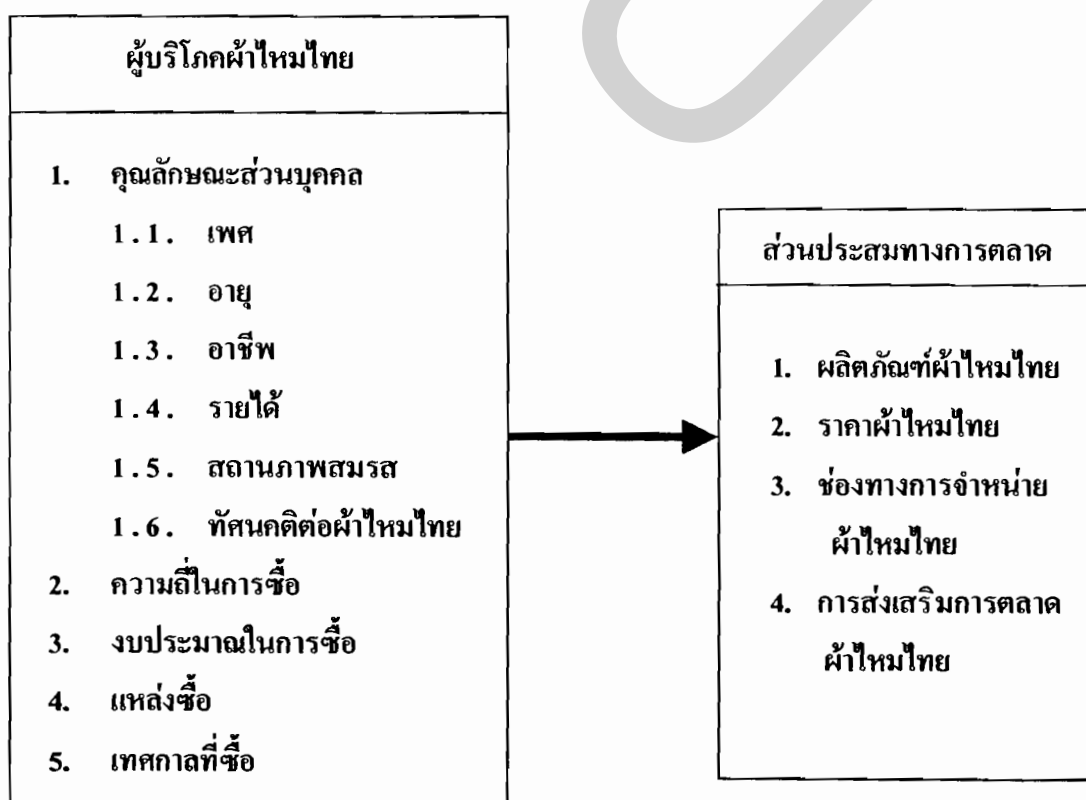 ผู้บริโภคผ้าไหมไทย
1. คุณลักษณะส่วนบุคคล
1.1. เพศ
1.2. อายุ
1.3. อาชีพ
1.4. รายได้
1.5. สถานภาพสมรส
1.6. ทัศนคติต่อผ้าไหมไทย
2. ความถี่ในการซื้อ
3. งบประมาณในการซื้อ
4. แหล่งซื้อ
5. เทศกาลที่ซื้อ
ส่วนประสมทางการตลาด
1. ผลิตภัณฑ์ผ้าไหมไทย
2. ราคาผ้าไหมไทย
3. ช่องทางการจำหน่าย
ผ้าไหมไทย
4. การส่งเสริมการตลาด
ผ้าไหมไทย